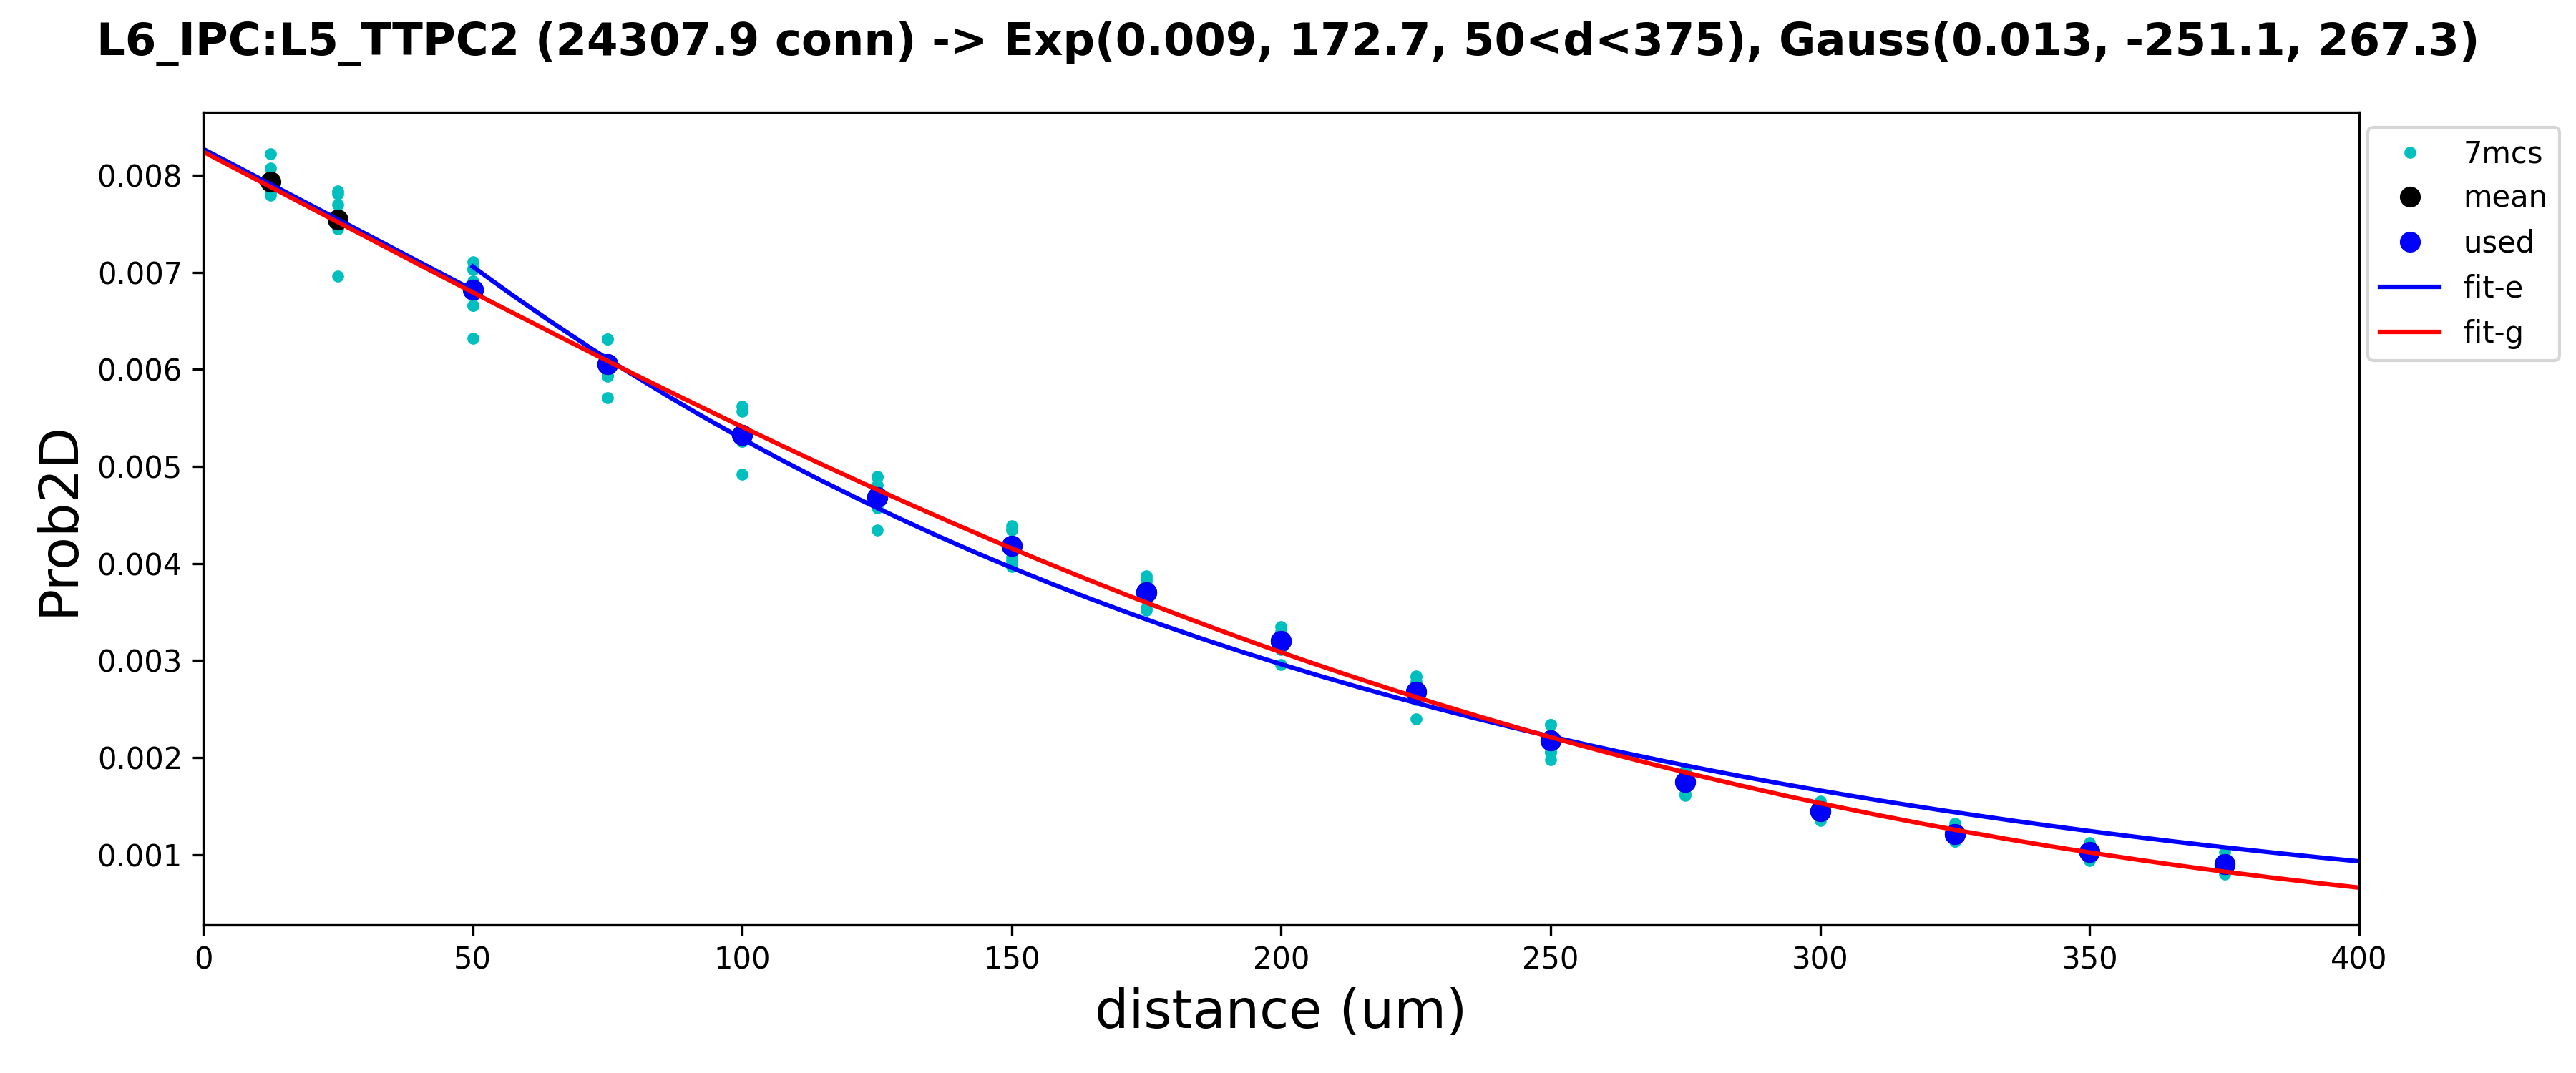 L6_IPC:L5_TTPC2 (24307.9 conn) -> Exp(0.009, 172.7, 50<d<375), Gauss(0.013, -251.1, 267.3)
7mcs
mean
used
fit-e
fit-g
Prob2D
0.008
0.007
0.006
0.005
0.004
0.003
0.002
0.001
0 50 100 150 200 250 300 350 400
distance (um)